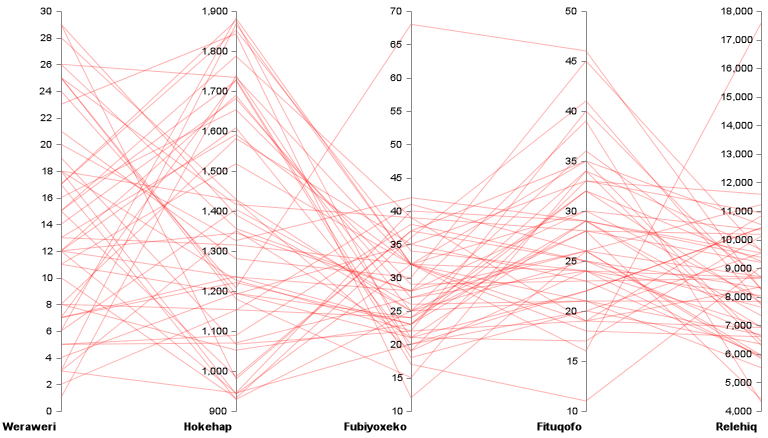 30 1,900 70 50 18,000
28 65 17,000
26 1,800 60 45 16,000
24 1,700 55 15,000
22 40 14,000
20 1,600 50 13,000
18 1,500 45 35 12,000
16 11,000
14 1,400 40 30 10,000
12 1,300 35 9,000
10 1,200 30 25 8,000
8 25 20 7,000
6 1,100 20 6,000
4 1,000 15 15 5,000
2
0 900 10 10 4,000
Weraweri Hokehap Fubiyoxeko Fituqofo Relehiq